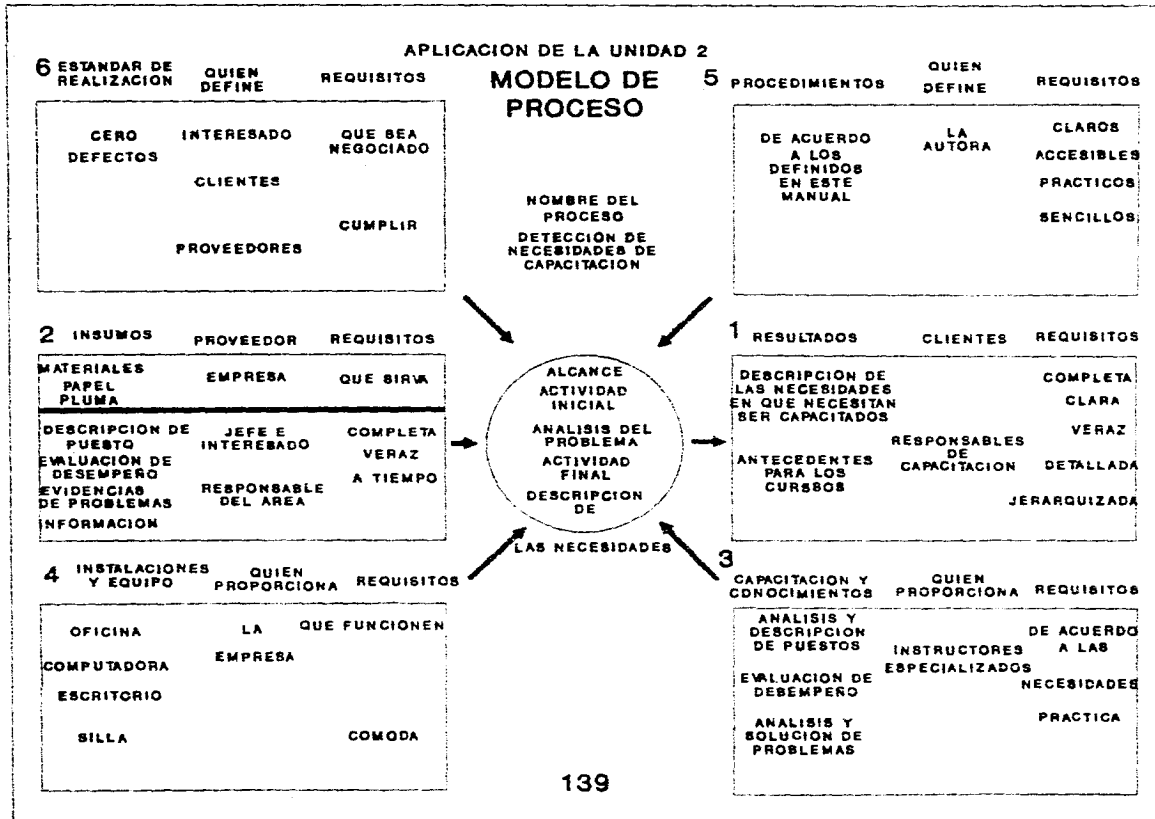 APLICACION DE LA UNIDAD 2
MODELO DE
PROCESO
NOMBRE DEL
PROCESO
DETECCION DE
NECESIDADES DE
CAPACITACION
6 ESTANDAR DE
REALIZACION
QUIEN
DEFINE
REQUISITOS
CERO
DEFECTOS
INTERESADO
CLIENTES
PROVEEDORES
QUE SEA
NEGOCIADO
CUMPLIR
5 PROCEDIMIENTOS
QUIEN
DEFINE
REQUISITOS
DE ACUERDO
A LOS
DEFINIDOS
EN ESTE
MANUAL
LA
AUTORA
CLAROS
ACCESIBLES
PRACTICOS
SENCILLOS
2 INSUMOS
PROVEEDOR
REQUISITOS
MATERIALES
PAPEL
PLUMA
EMPRESA
QUE SIRVA
DESCRIPCION DE
PUESTO
EVALUACION DE
DESEMPEÑO
EVIDENCIAS
DE PROBLEMAS
INFORMACION
JEFE E
INTERESADO
RESPONSABLE
DEL AREA
COMPLETA
VERAZ
A TIEMPO
ALCANCE
ACTIVIDAD
INICIAL
ANALISIS DEL
PROBLEMA
ACTIVIDAD
FINAL
DESCRIPCION
DE
LAS NECESIDADES
1 RESULTADOS
CLIENTES
REQUISITOS
DESCRIPCION DE
LAS NECESIDADES
EN QUE NECESITAN
SER CAPACITADOS
ANTECEDENTES
PARA LOS
CURSSOS
RESPONSABLES
DE
CAPACITACION
COMPLETA
CLARA
VERAZ
DETALLADA
JERARQUIZADA
4 INSTALACIONES
Y EQUIPO
QUIEN
PROPORCIONA
REQUISITOS
OFICINA
COMPUTADORA
ESCRITORIO
SILLA
LA
EMPRESA
QUE FUNCIONEN
COMODA
3
CAPACITACION Y
CONOCIMIENTOS
QUIEN
PROPORCIONA
REQUISITOS
ANALISIS Y
DESCRIPCION
DE PUESTOS
EVALUACION DE
DESEMPEÑO
ANALISIS Y
SOLUCION DE
PROBLEMAS
INSTRUCTORES
ESPECIALIZADOS
DE ACUERDO
A LAS
NECESIDADES
PRACTICA
139